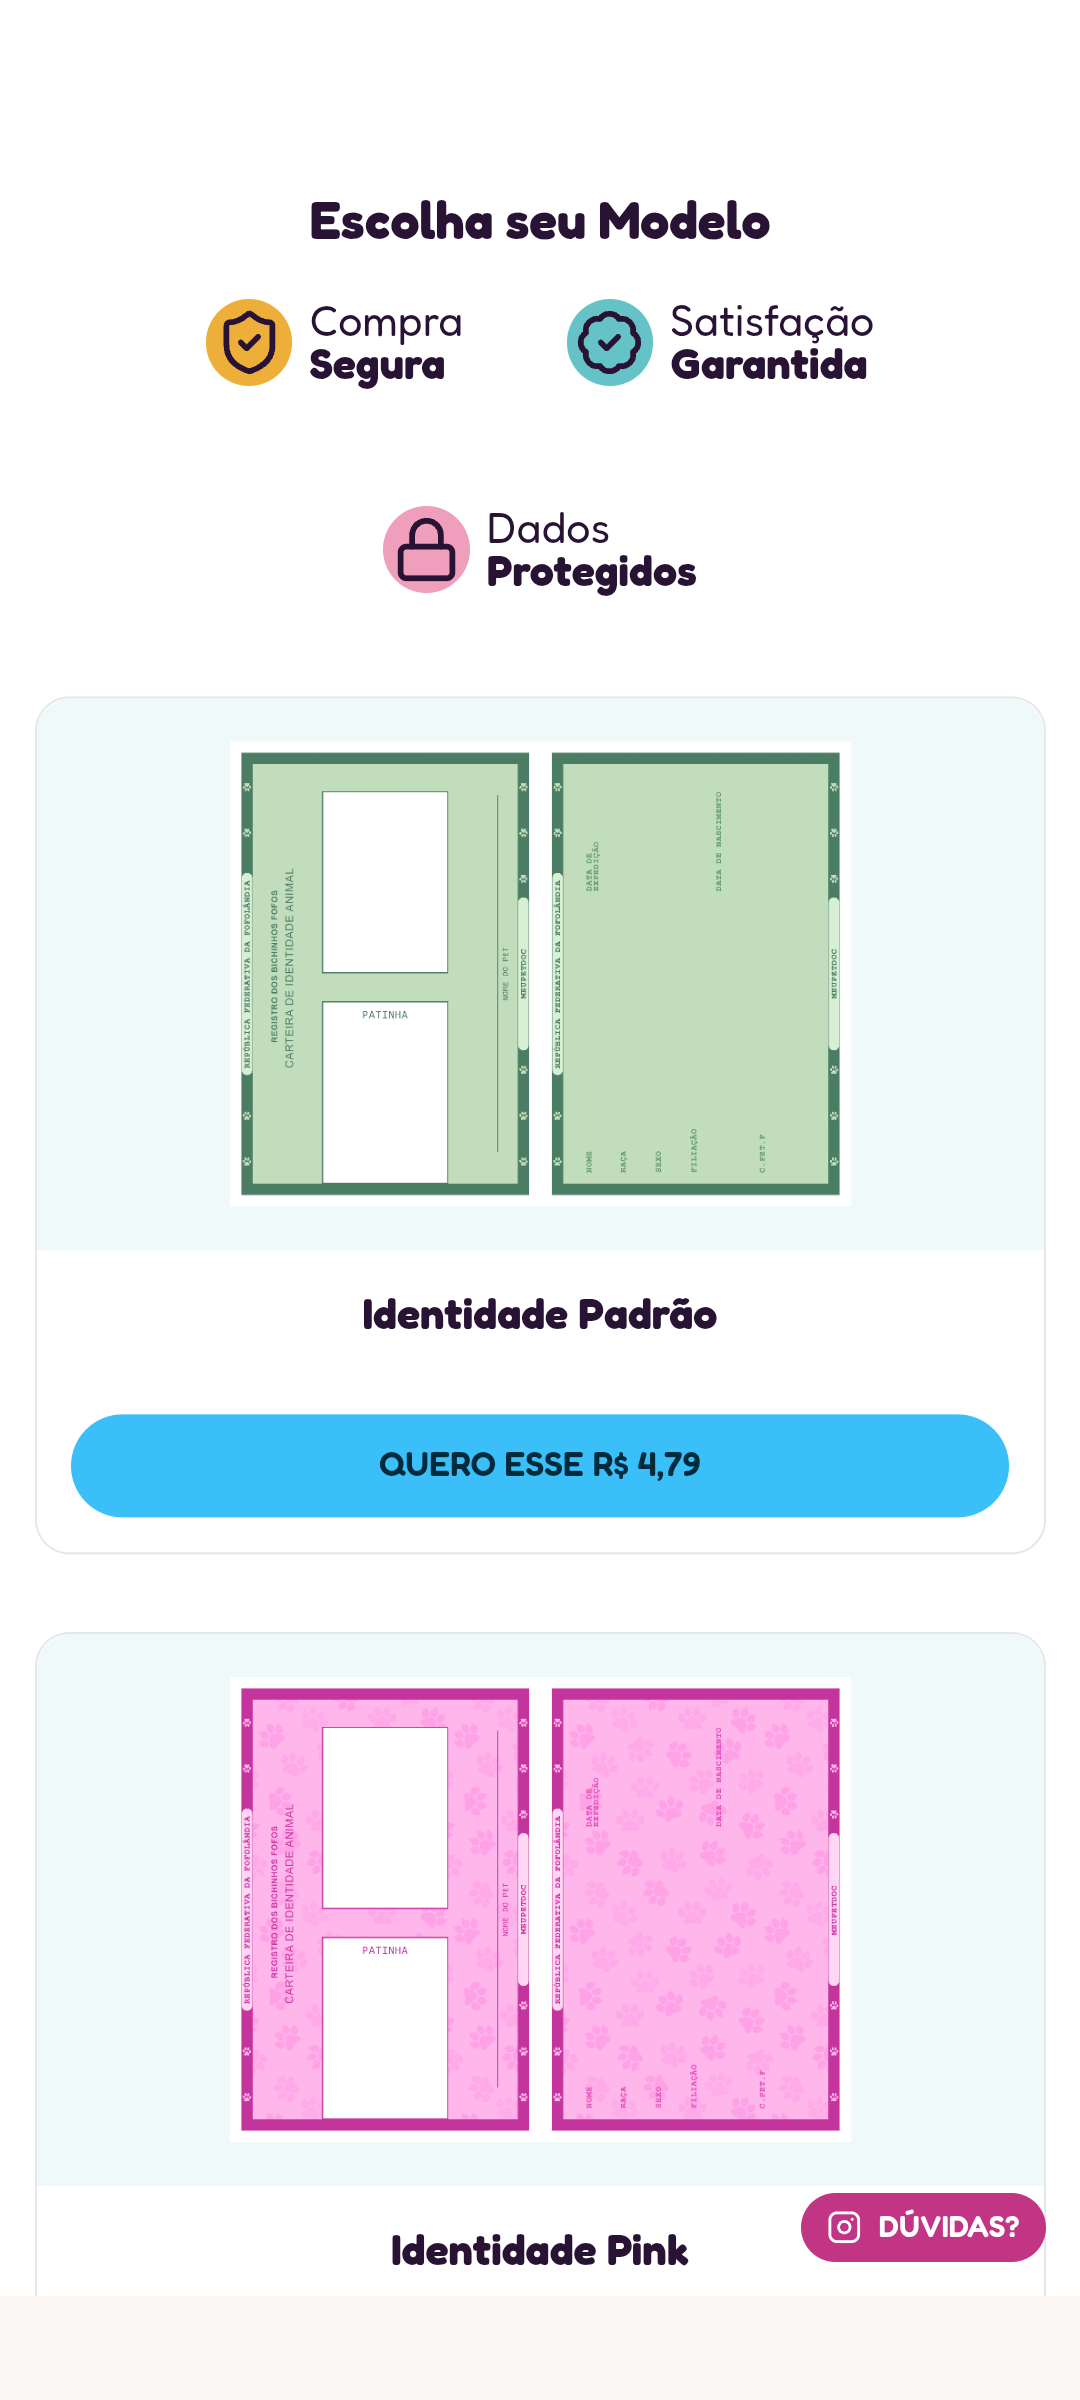 Escolha seu Modelo
Compra
Segura
Satisfação
Garantida
Dados
Protegidos
REPÚBLICA FEDERATIVA DA FOFOLÂNDIA
REGISTRO DOS BICHINHOS FOFOS
CARTEIRA DE IDENTIDADE ANIMAL
PATINHA
NOME DO PET
MEUPETDOC
REPÚBLICA FEDERATIVA DA FOFOLÂNDIA
NOME
RAÇA
SEXO
FILIAÇÃO
C.PET.F
DATA DE
EXPEDIÇÃO
DATA DE NASCIMENTO
MEUPETDOC
Identidade Padrão
QUERO ESSE R$ 4,79
REPÚBLICA FEDERATIVA DA FOFOLÂNDIA
REGISTRO DOS BICHINHOS FOFOS
CARTEIRA DE IDENTIDADE ANIMAL
PATINHA
NOME DO PET
MEUPETDOC
REPÚBLICA FEDERATIVA DA FOFOLÂNDIA
NOME
RAÇA
SEXO
FILIAÇÃO
C.PET.F
DATA DE
EXPEDIÇÃO
DATA DE NASCIMENTO
MEUPETDOC
Identidade Pink
DÚVIDAS?